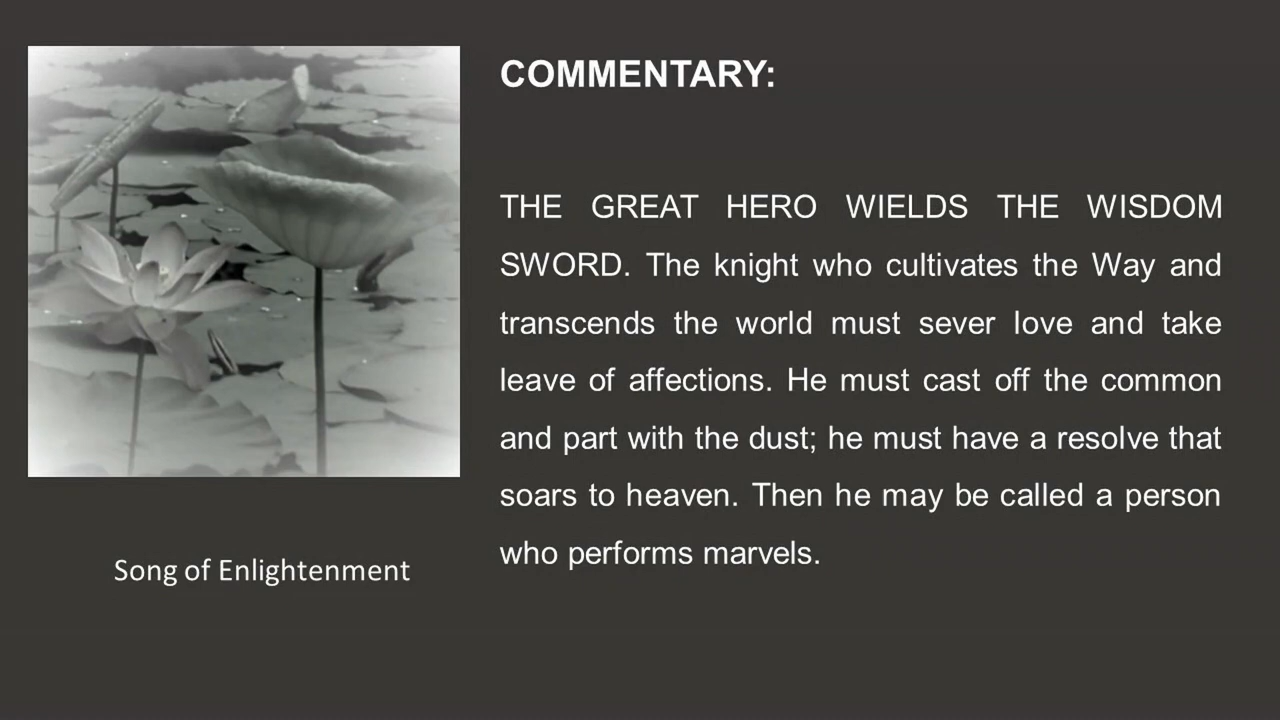 COMMENTARY:
THE GREAT HERO WIELDS THE WISDOM
SWORD. The knight who cultivates the Way and
transcends the world must sever love and take
leave of affections. He must cast off the common
and part with the dust; he must have a resolve that
soars to heaven. Then he may be called a person
who performs marvels.
Song of Enlightenment